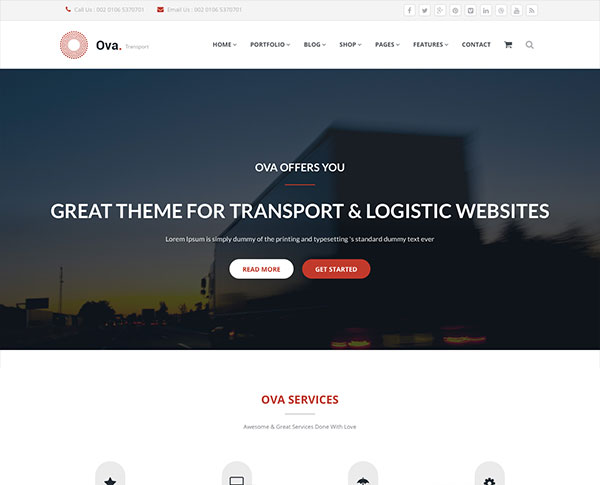 Call Us : 002 0106 5370701 Email Us : 002 0106 5370701
Ova. Transport HOME PORTFOLIO BLOG SHOP PAGES FEATURES CONTACT
OVA OFFERS YOU
GREAT THEME FOR TRANSPORT & LOGISTIC WEBSITES
Lorem Ipsum is simply dummy of the printing and typesetting 's standard dummy text ever
READ MORE GET STARTED
OVA SERVICES
Awesome & Great Services Done With Love